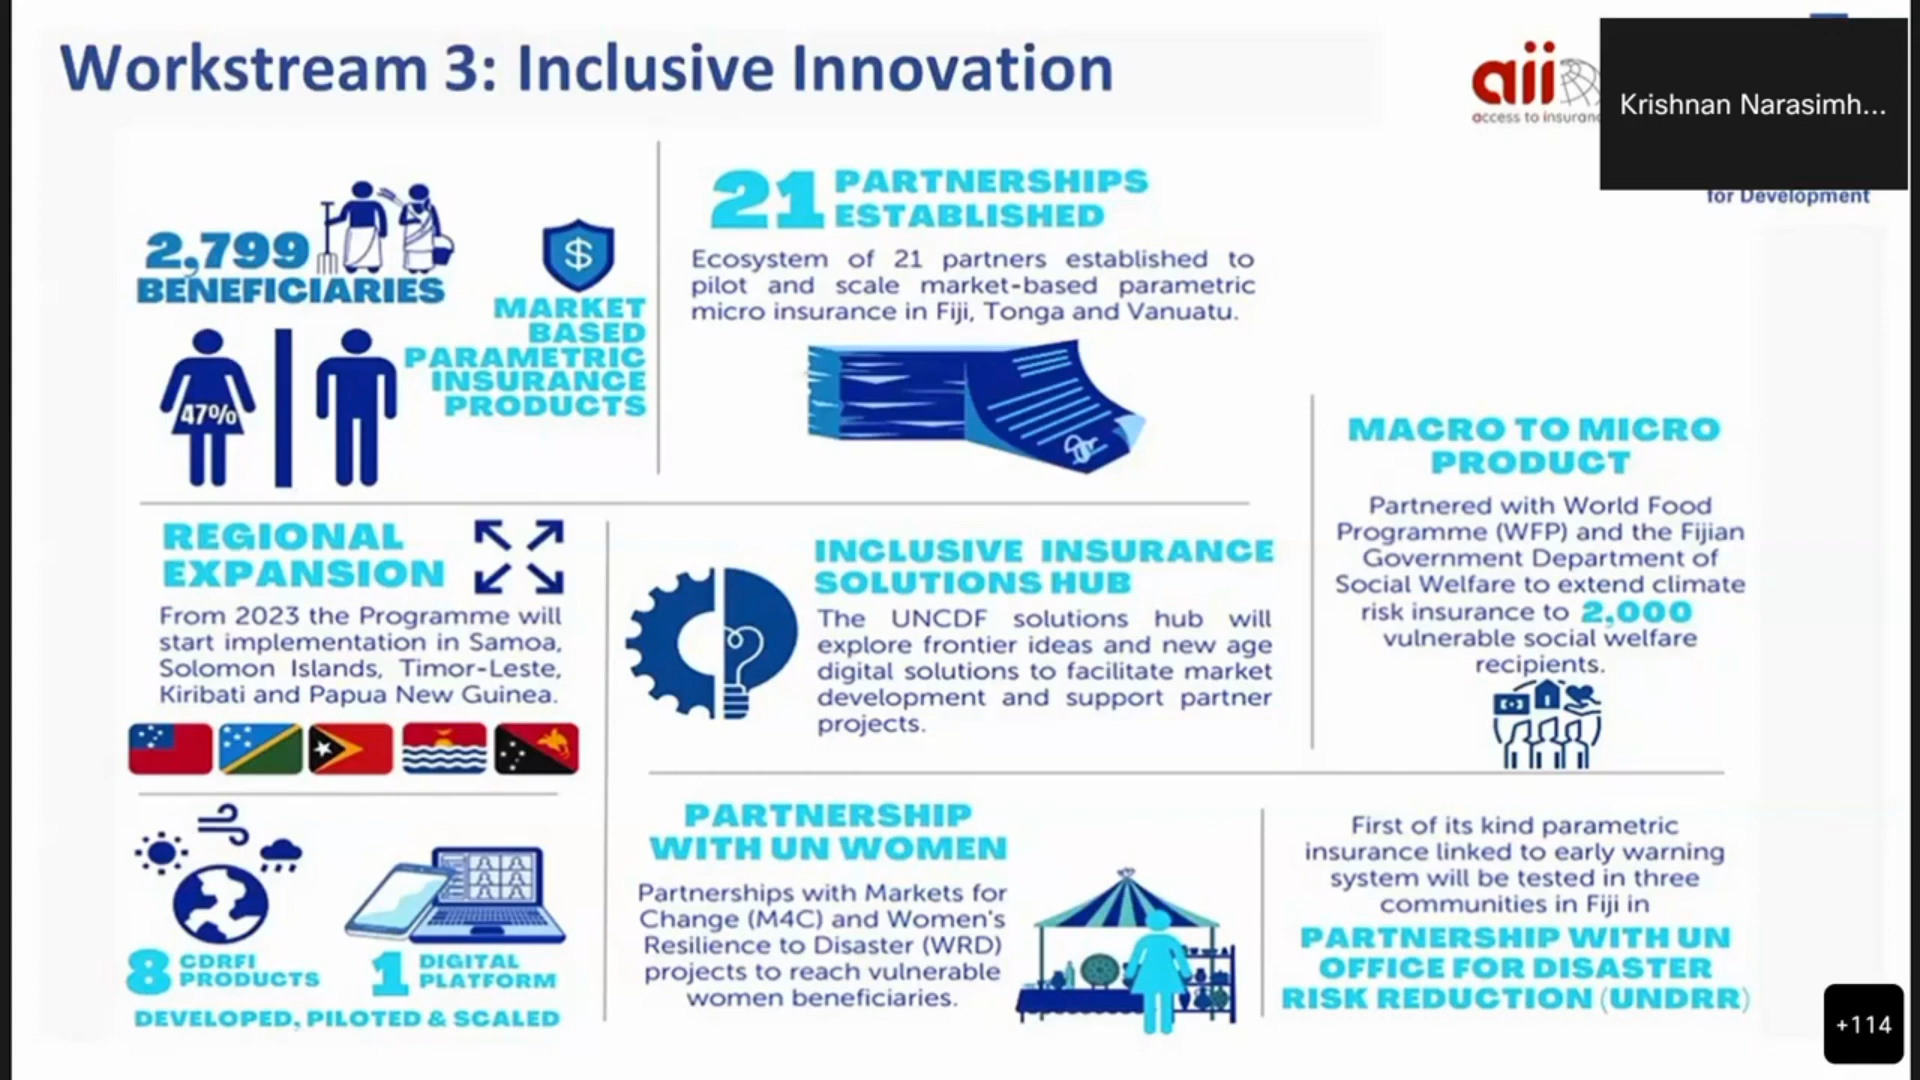 Workstream 3: Inclusive Innovation
aii
access to insuranc
Krishnan Narasimh...
for Development
2,799
BENEFICIARIES
47%
$
MARKET
BASED
PARAMETRIC
INSURANCE
PRODUCTS
21 PARTNERSHIPS
ESTABLISHED
Ecosystem of 21 partners established to
pilot and scale market-based parametric
micro insurance in Fiji, Tonga and Vanuatu.
MACRO TO MICRO
PRODUCT
Partnered with World Food
Programme (WFP) and the Fijian
Government Department of
Social Welfare to extend climate
risk insurance to 2,000
vulnerable social welfare
recipients.
REGIONAL
EXPANSION
From 2023 the Programme will
start implementation in Samoa,
Solomon Islands, Timor-Leste,
Kiribati and Papua New Guinea.
INCLUSIVE INSURANCE
SOLUTIONS HUB
The UNCDF solutions hub will
explore frontier ideas and new age
digital solutions to facilitate market
development and support partner
projects.
8 CDRFI
PRODUCTS
1 DIGITAL
PLATFORM
DEVELOPED, PILOTED & SCALED
PARTNERSHIP
WITH UN WOMEN
Partnerships with Markets for
Change (M4C) and Women's
Resilience to Disaster (WRD)
projects to reach vulnerable
women beneficiaries.
First of its kind parametric
insurance linked to early warning
system will be tested in three
communities in Fiji in
PARTNERSHIP WITH UN
OFFICE FOR DISASTER
RISK REDUCTION (UNDRR)
+114